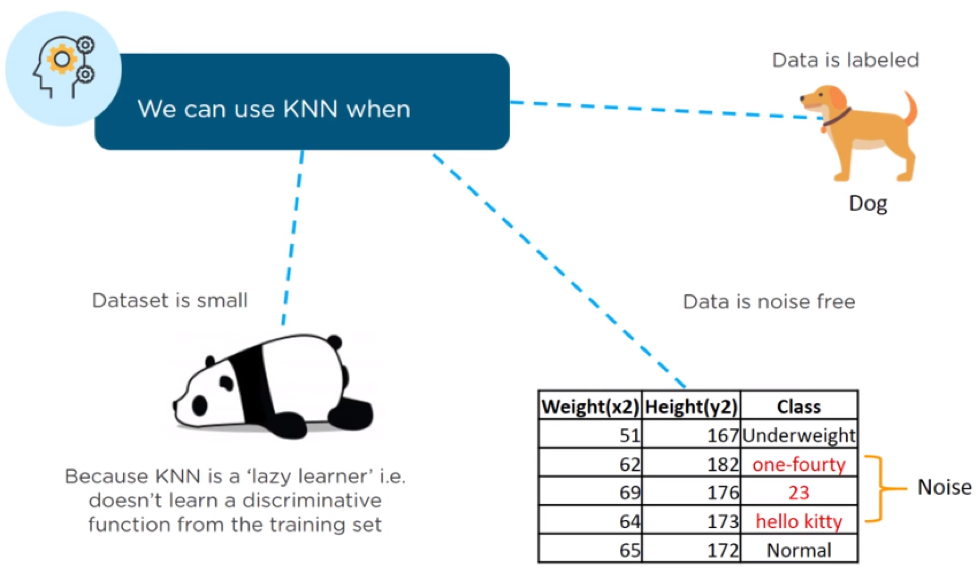 We can use KNN when
Data is labeled
Dog
Dataset is small
Because KNN is a ‘lazy learner’ i.e.
doesn’t learn a discriminative
function from the training set
Data is noise free
Weight(x2) Height(y2) Class
51 167 Underweight
62 182 one-fourty
69 176 23
64 173 hello kitty
65 172 Normal
Noise